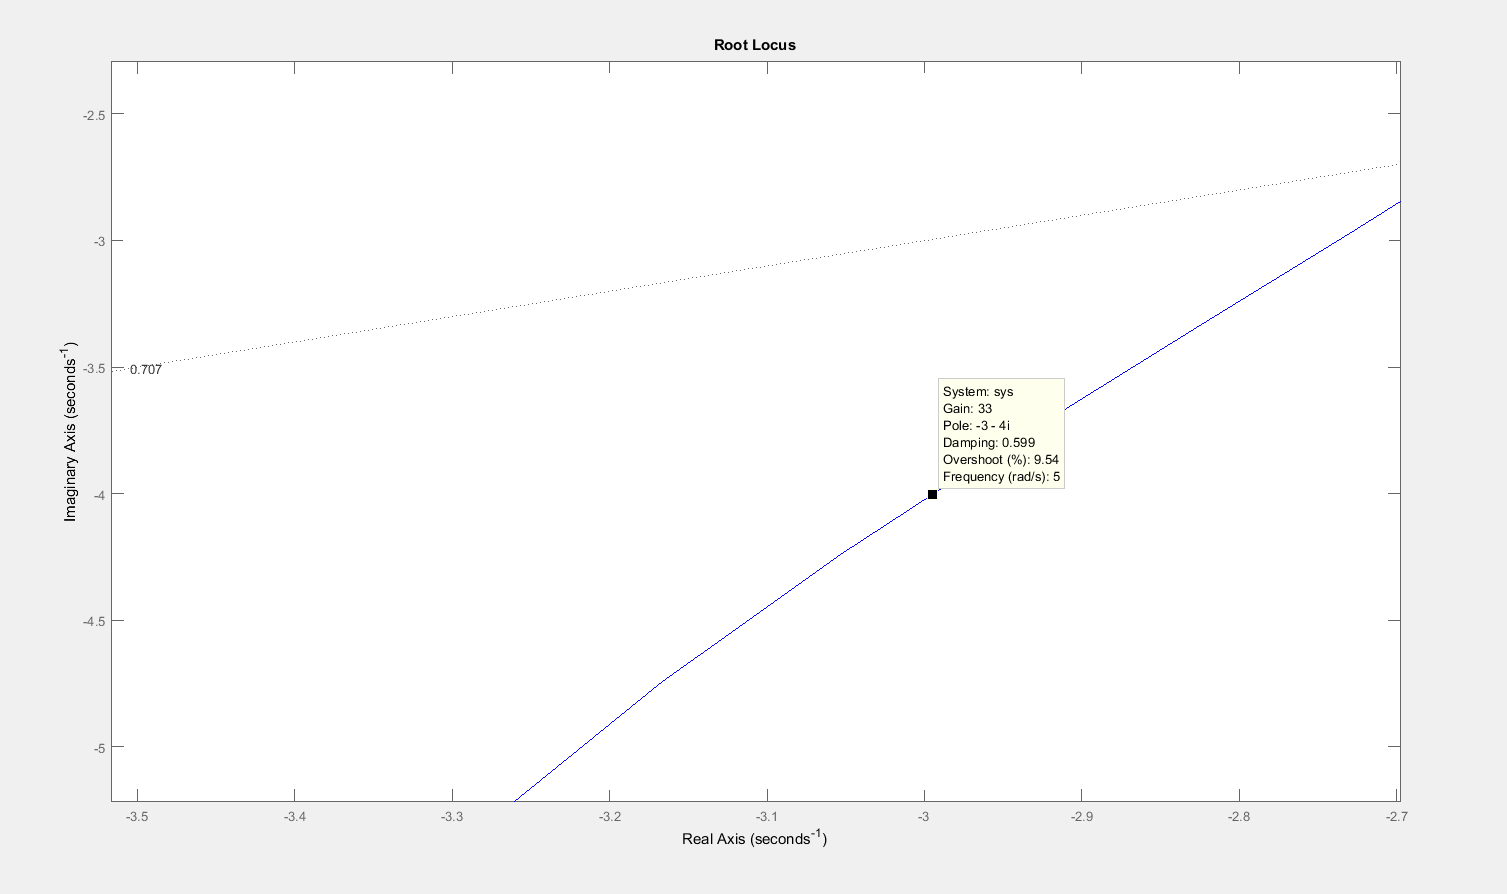 Root Locus
-2.5
-3
-3.5
-4
-4.5
-5
Imaginary Axis (seconds⁻¹)
0.707
System: sys
Gain: 33
Pole: -3 - 4i
Damping: 0.599
Overshoot (%): 9.54
Frequency (rad/s): 5
-3.5 -3.4 -3.3 -3.2 -3.1 -3 -2.9 -2.8 -2.7
Real Axis (seconds⁻¹)